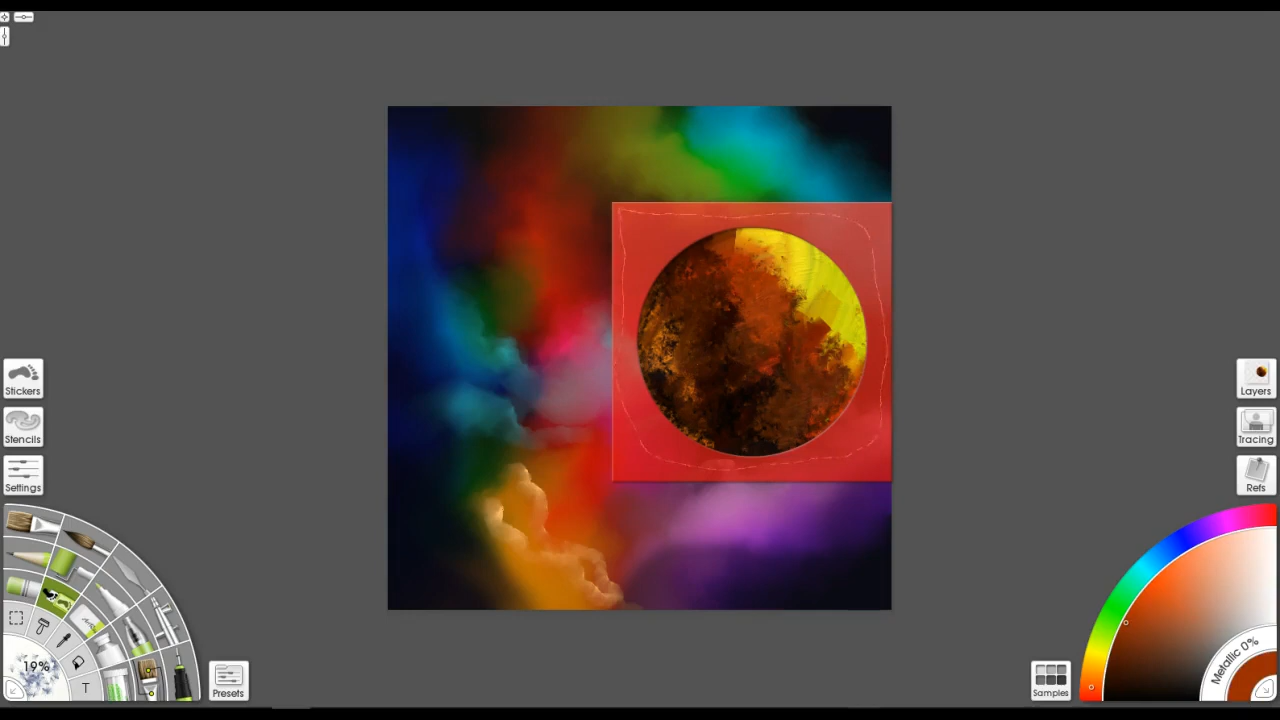 Stickers
Stencils
Settings
19%
T
Presets
Layers
Tracing
Refs
Metallic 0%
Samples